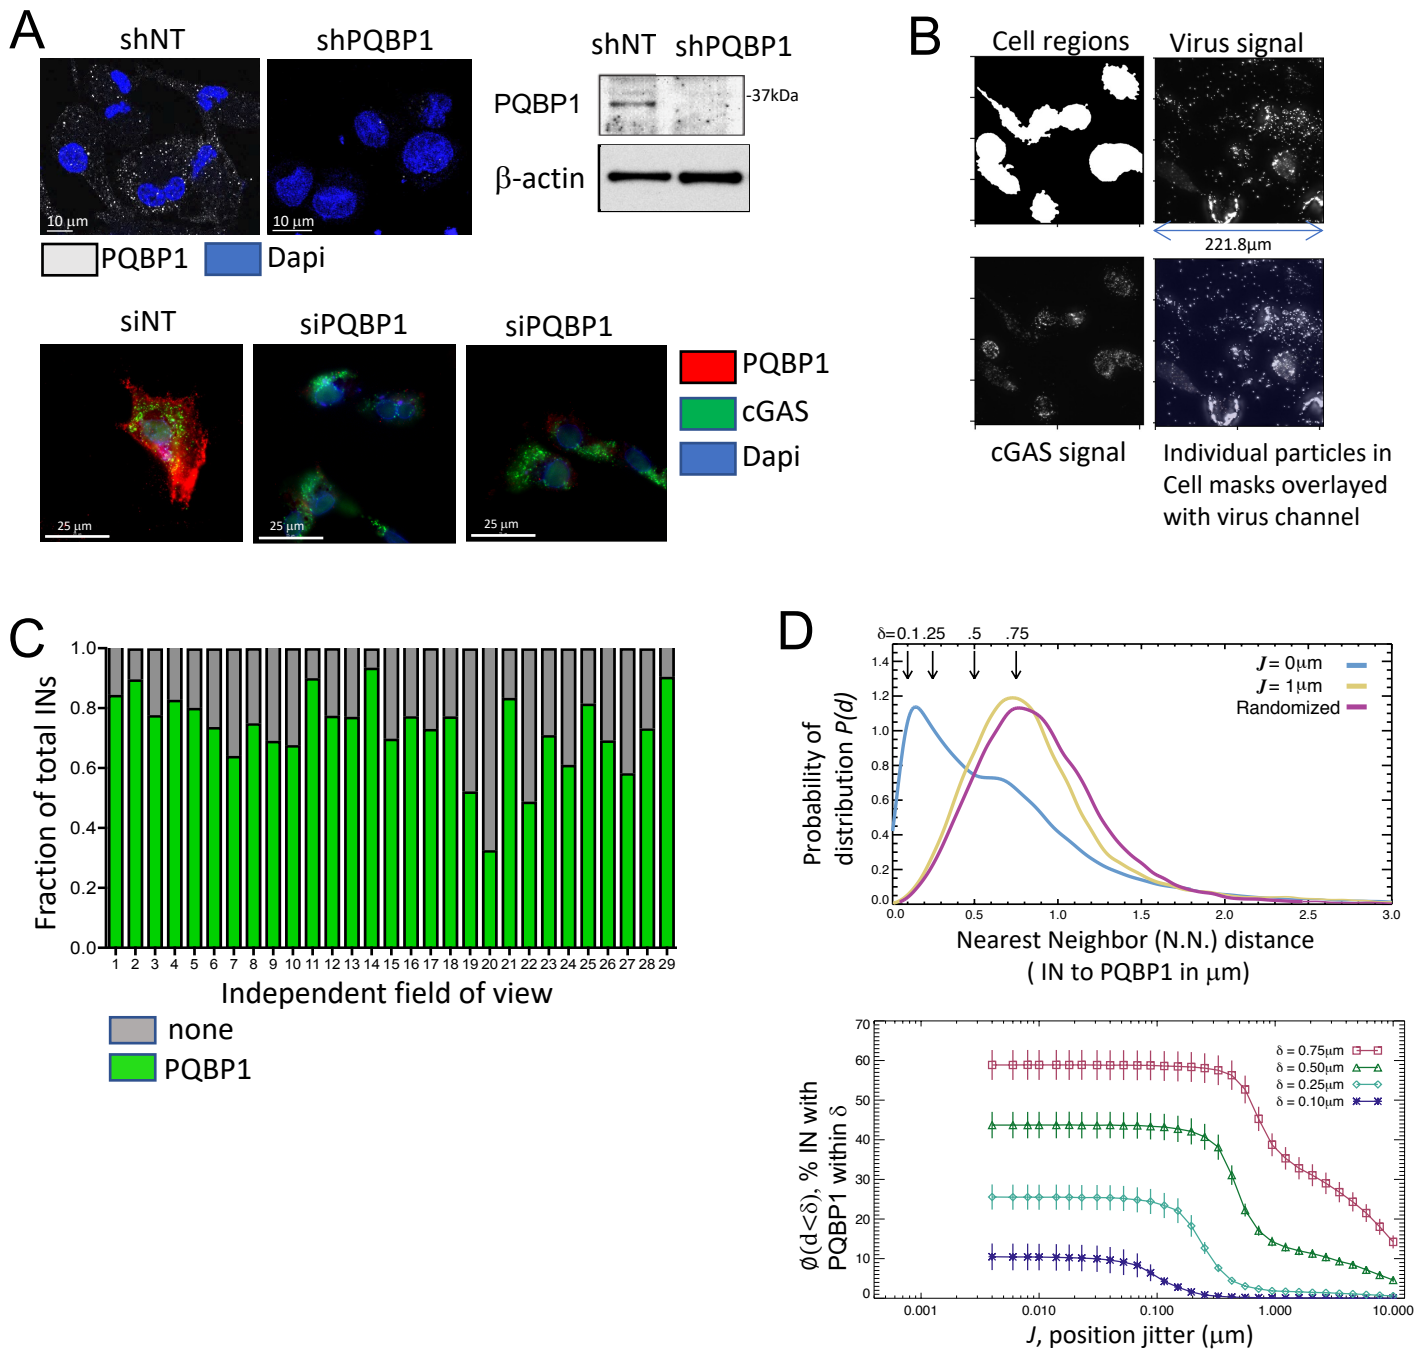 A
shNT
shPQBP1
10 μm
10 μm
PQBP1
Dapi
shNT shPQBP1
PQBP1
-37kDa
β-actin
siNT
siPQBP1
siPQBP1
25 μm
25 μm
25 μm
PQBP1
cGAS
Dapi
B
Cell regions
Virus signal
221.8μm
cGAS signal
Individual particles in
Cell masks overlayed
with virus channel
C
Fraction of total INs
1.0
0.8
0.6
0.4
0.2
0.0
1 2 3 4 5 6 7 8 9 10 11 12 13 14 15 16 17 18 19 20 21 22 23 24 25 26 27 28 29
Independent field of view
none
PQBP1
D
δ=0.1 .25 .5 .75
Probability of
distribution P(d)
1.4
1.2
1.0
0.8
0.6
0.4
0.2
0.0
J = 0μm
J = 1μm
Randomized
0.0 0.5 1.0 1.5 2.0 2.5 3.0
Nearest Neighbor (N.N.) distance
( IN to PQBP1 in μm)
ϕ(d<δ), % IN with
PQBP1 within δ
70
60
50
40
30
20
10
0
δ = 0.75μm
δ = 0.50μm
δ = 0.25μm
δ = 0.10μm
0.001 0.010 0.100 1.000 10.000
J, position jitter (μm)